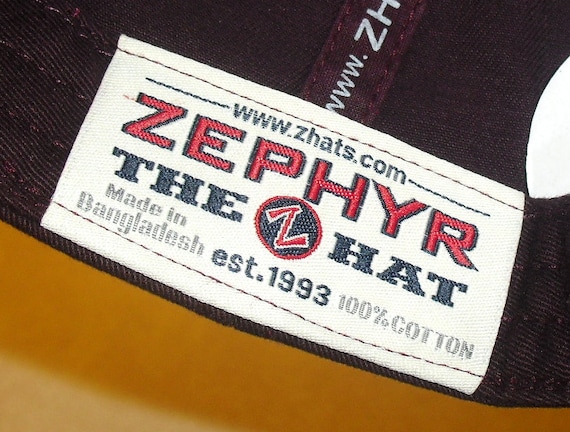 www.ZH
www.zhats.com
ZEPHYR
THE Z HAT
Made in
Bangladesh
est.1993
100% COTTON